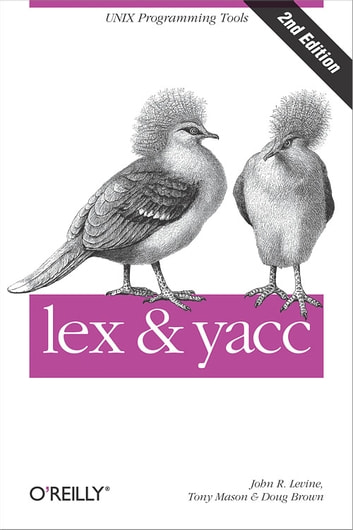 UNIX Programming Tools
2nd Edition
lex & yacc
John R. Levine,
Tony Mason & Doug Brown
O'REILLY®